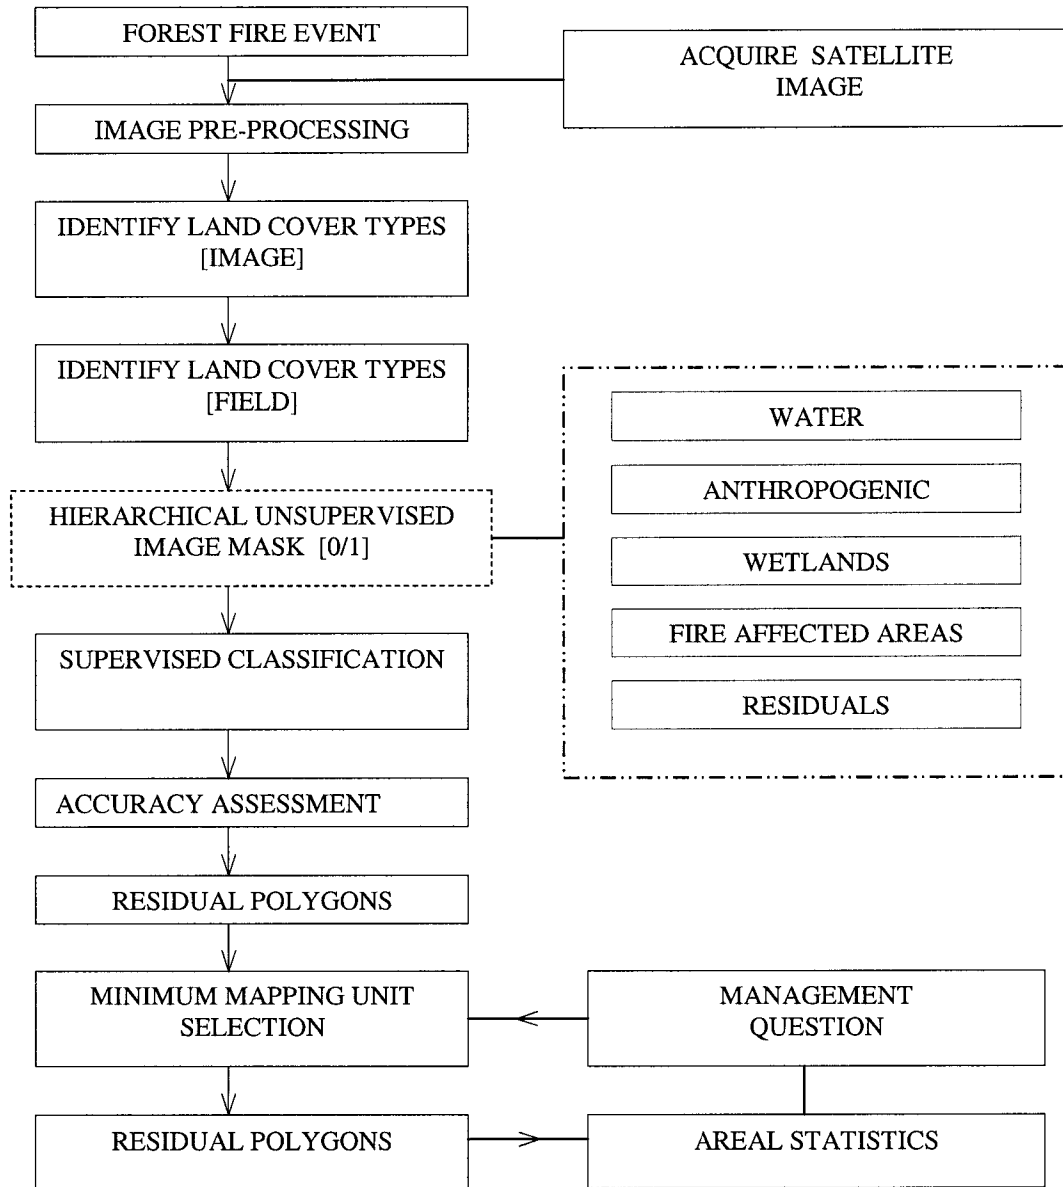 FOREST FIRE EVENT
ACQUIRE SATELLITE
IMAGE
IMAGE PRE-PROCESSING
IDENTIFY LAND COVER TYPES
[IMAGE]
IDENTIFY LAND COVER TYPES
[FIELD]
HIERARCHICAL UNSUPERVISED
IMAGE MASK [0/1]
WATER
ANTHROPOGENIC
WETLANDS
FIRE AFFECTED AREAS
RESIDUALS
SUPERVISED CLASSIFICATION
ACCURACY ASSESSMENT
RESIDUAL POLYGONS
MINIMUM MAPPING UNIT
SELECTION
MANAGEMENT
QUESTION
RESIDUAL POLYGONS
AREAL STATISTICS